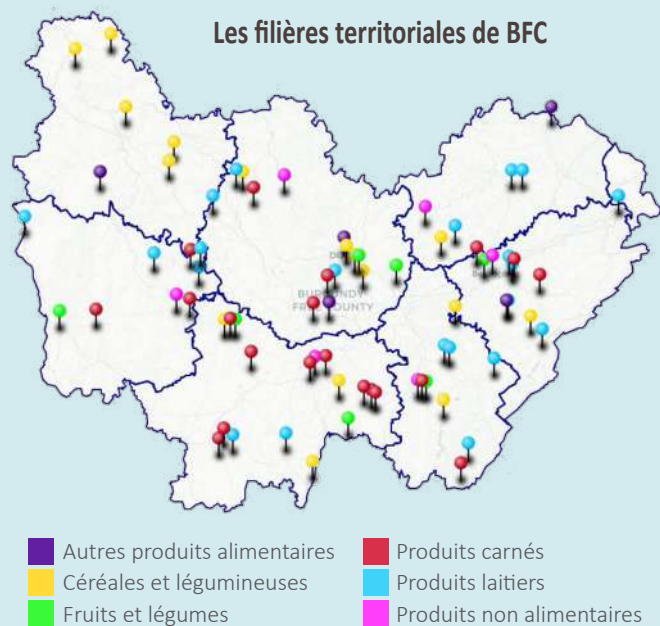 Les filières territoriales de BFC
BURGUNDY
Autres produits alimentaires
Céréales et légumineuses
Fruits et légumes
Produits carnés
Produits laitiers
Produits non alimentaires